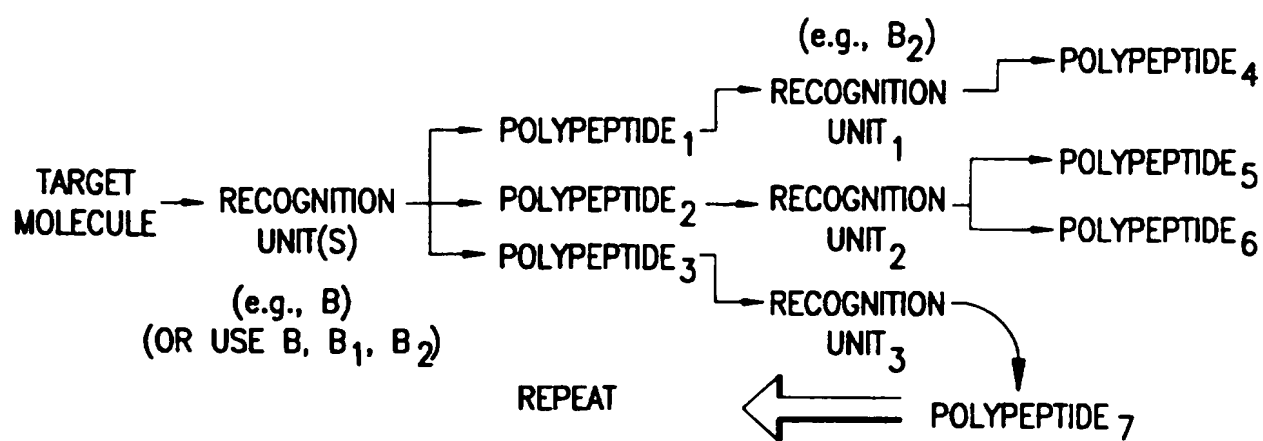 TARGET
MOLECULE
RECOGNITION
UNIT(S)
(e.g., B)
(OR USE B, B1, B2)
POLYPEPTIDE1
POLYPEPTIDE2
POLYPEPTIDE3
(e.g., B2)
RECOGNITION
UNIT1
RECOGNITION
UNIT2
RECOGNITION
UNIT3
POLYPEPTIDE4
POLYPEPTIDE5
POLYPEPTIDE6
POLYPEPTIDE7
REPEAT